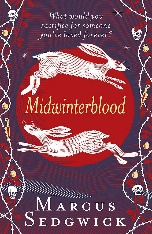 What would you
sacrifice for someone
you've loved forever?
Midwinterblood
MARCUS
SEDGWICK